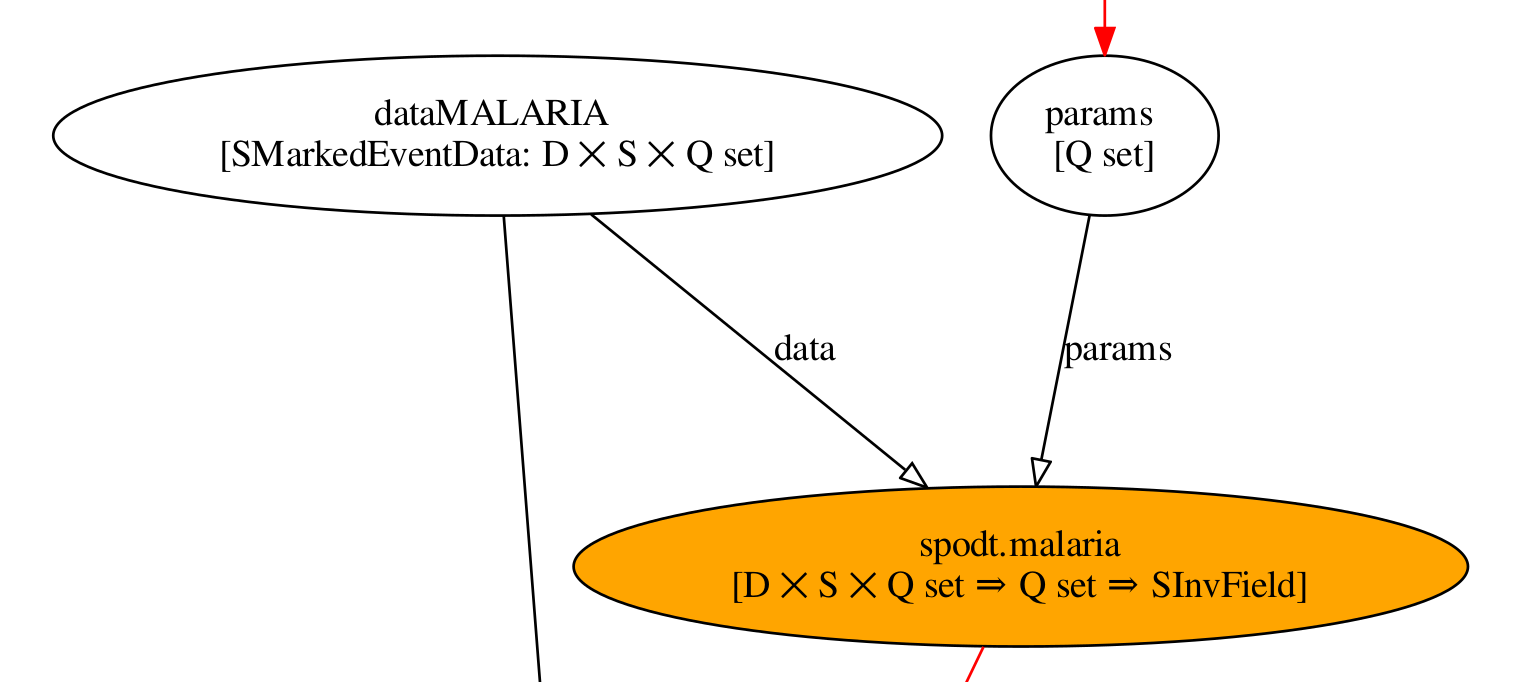 dataMALARIA
[SMarkedEventData: D ⨉ S ⨉ Q set]
params
[Q set]
data
params
spodt.malaria
[D ⨉ S ⨉ Q set ⇒ Q set ⇒ SInvField]